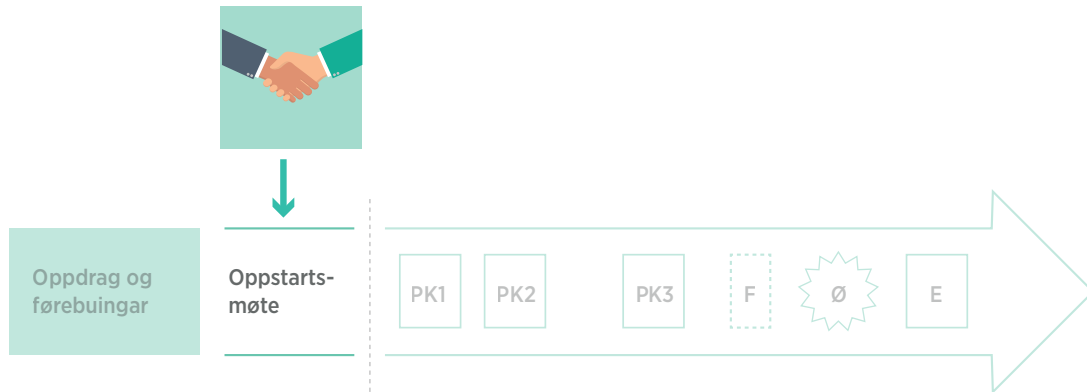 Oppdrag og
førebuingar
Oppstarts-
møte
PK1
PK2
PK3
F
Ø
E